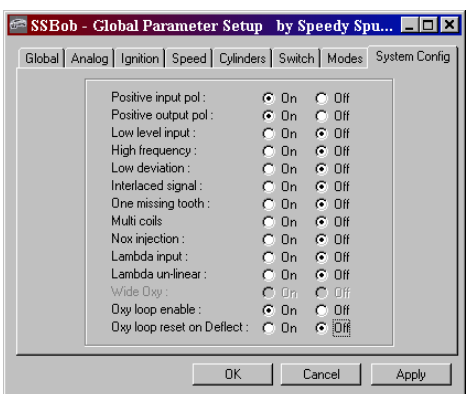 SSBob - Global Parameter Setup by Speedy Spu...
Global Analog Ignition Speed Cylinders Switch Modes System Config
Positive input pol : On Off
Positive output pol : On Off
Low level input : On Off
High frequency : On Off
Low deviation : On Off
Interlaced signal : On Off
One missing tooth : On Off
Multi coils On Off
Nox injection : On Off
Lambda input : On Off
Lambda un-linear : On Off
Wide Oxy : On Off
Oxy loop enable : On Off
Oxy loop reset on Deflect : On Off
OK Cancel Apply